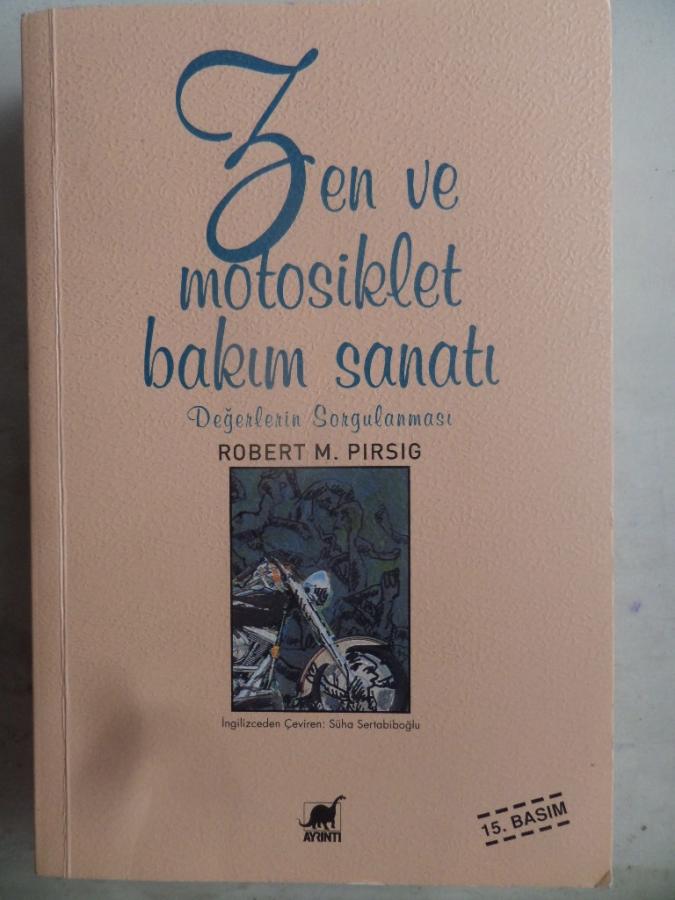 Zen ve
motosiklet
bakım sanatı
Değerlerin Sorgulanması
ROBERT M. PIRSIG
İngilizceden Çeviren: Süha Sertabiboğlu
AYRINTI
15. BASIM